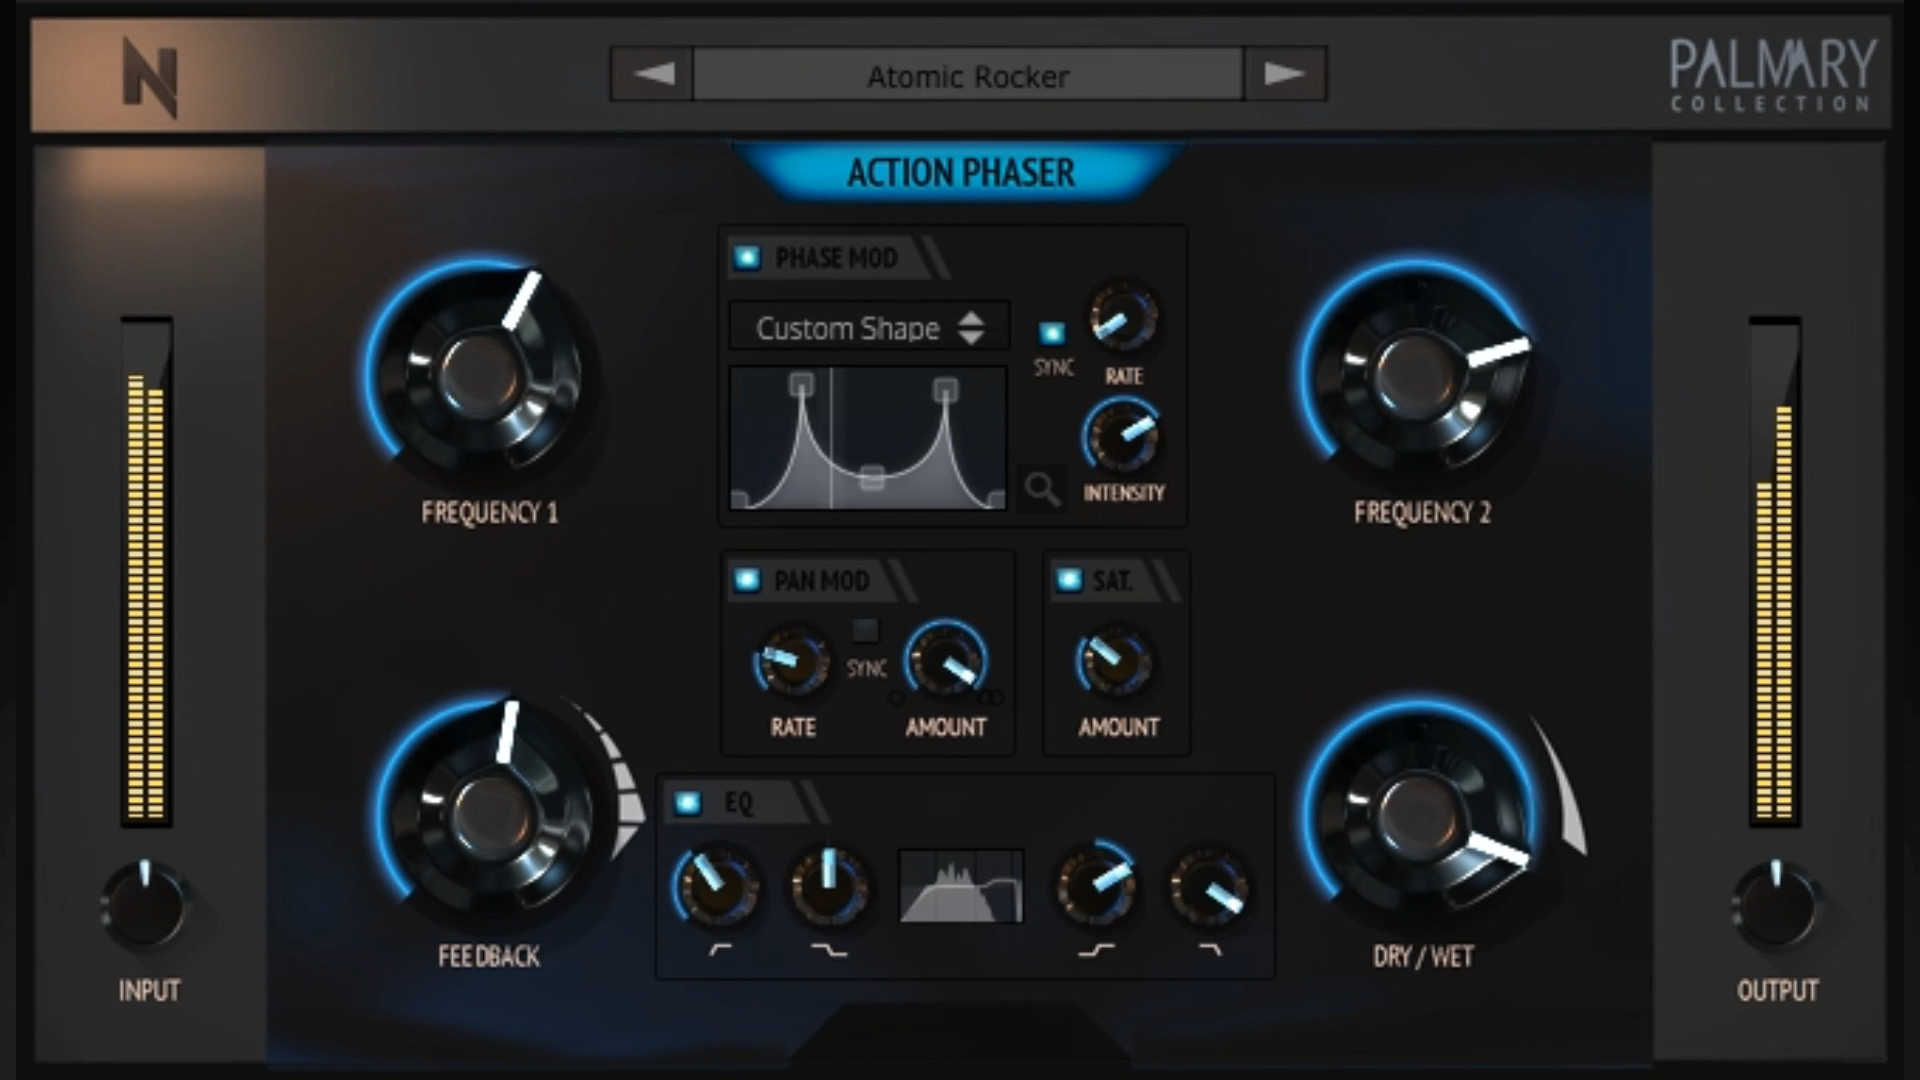 N
Atomic Rocker
PALMARY
COLLECTION
ACTION PHASER
PHASE MOD
Custom Shape
SYNC
RATE
INTENSITY
FREQUENCY 1
FREQUENCY 2
PAN MOD
SYNC
RATE
AMOUNT
SAT.
AMOUNT
EQ
FEEDBACK
DRY / WET
INPUT
OUTPUT